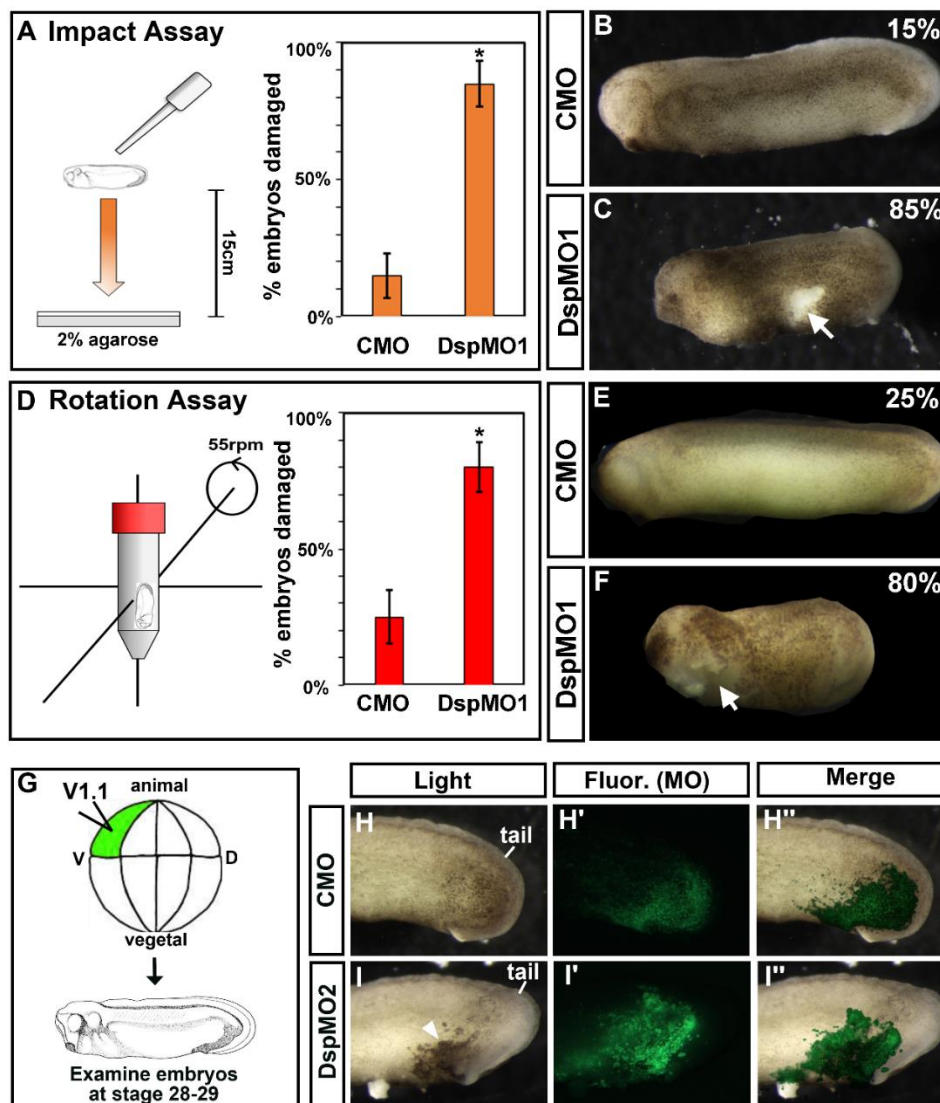 A Impact Assay
15cm
2% agarose
% embryos damaged
100%
50%
0%
*
CMO DspMO1
B
CMO
15%
C
DspMO1
85%
D Rotation Assay
55rpm
% embryos damaged
100%
50%
0%
*
CMO DspMO1
E
CMO
25%
F
DspMO1
80%
G
V1.1
animal
V
D
vegetal
Examine embryos
at stage 28-29
Light
Fluor. (MO)
Merge
CMO
H
tail
H'
H''
DspMO2
I
tail
I'
I''